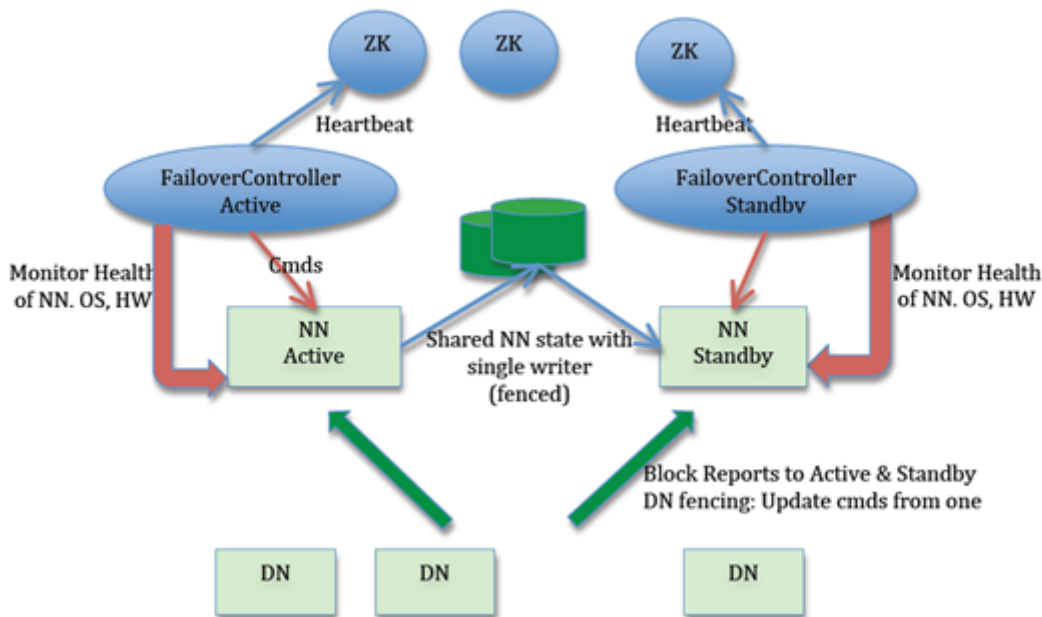 ZK
ZK
ZK
Heartbeat
Heartbeat
FailoverController
Active
FailoverController
Standby
Cmds
Monitor Health
of NN. OS, HW
Monitor Health
of NN. OS, HW
NN
Active
Shared NN state with
single writer
(fenced)
NN
Standby
Block Reports to Active & Standby
DN fencing: Update cmds from one
DN
DN
DN